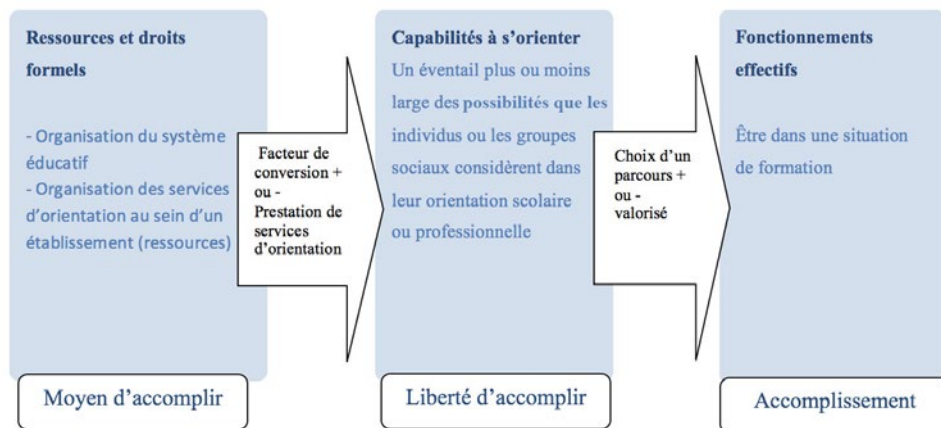 Ressources et droits
formels
- Organisation du système
éducatif
- Organisation des services
d'orientation au sein d'un
établissement (ressources)
Moyen d'accomplir
Facteur de
conversion +
ou -
Prestation de
services
d'orientation
Capabilités à s'orienter
Un éventail plus ou moins
large des possibilités que les
individus ou les groupes
sociaux considèrent dans
leur orientation scolaire
ou professionnelle
Liberté d'accomplir
Choix d'un
parcours +
ou -
valorisé
Fonctionnements
effectifs
Être dans une situation
de formation
Accomplissement